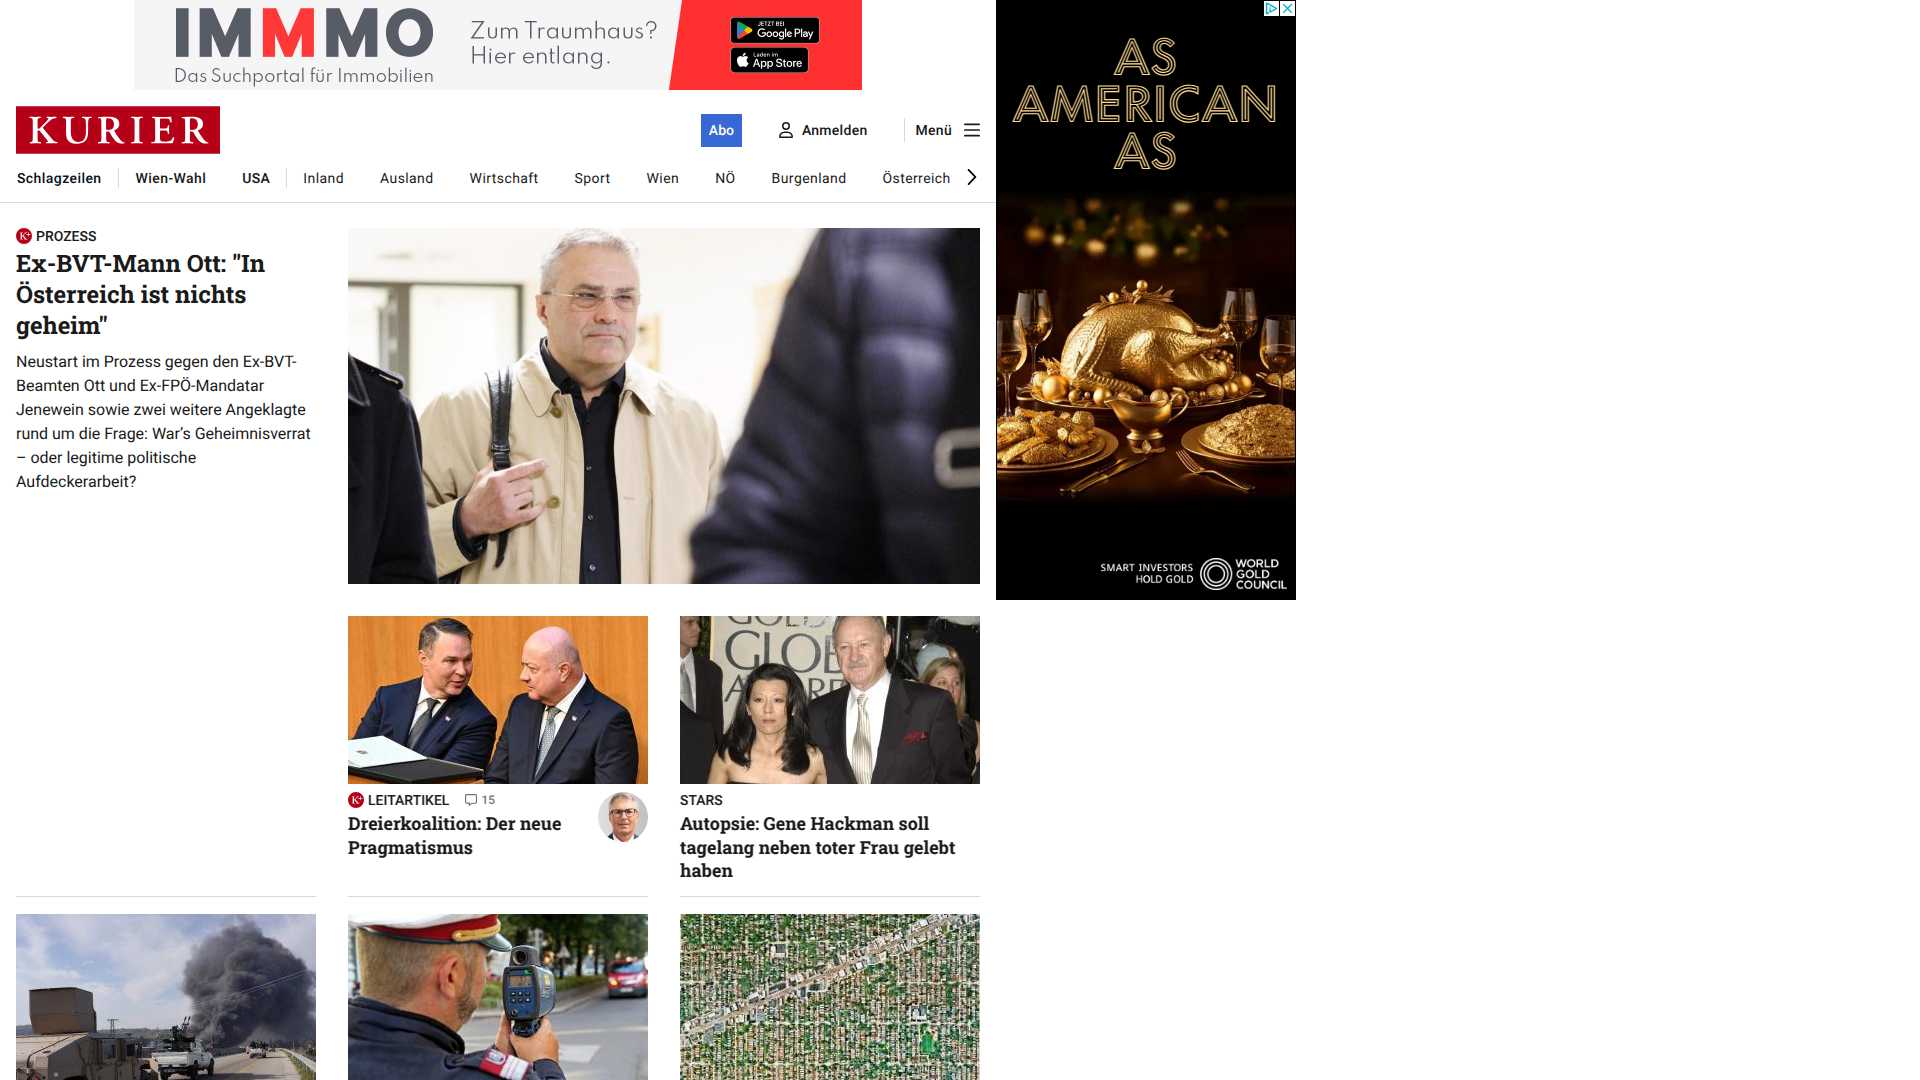 IMMMO
Das Suchportal für Immobilien
Zum Traumhaus?
Hier entlang.
JETZT BEI
Google Play
Laden im
App Store
AS
AMERICAN
AS
KURIER
Abo
Anmelden
Menü
Schlagzeilen
Wien-Wahl
USA
Inland
Ausland
Wirtschaft
Sport
Wien
NÖ
Burgenland
Österreich
K+ PROZESS
Ex-BVT-Mann Ott: "In
Österreich ist nichts
geheim"
Neustart im Prozess gegen den Ex-BVT-
Beamten Ott und Ex-FPÖ-Mandatar
Jenewein sowie zwei weitere Angeklagte
rund um die Frage: War’s Geheimnisverrat
– oder legitime politische
Aufdeckerarbeit?
SMART INVESTORS
HOLD GOLD
WORLD
GOLD
COUNCIL
GOLD
GLOBE
K+ LEITARTIKEL 15
Dreierkoalition: Der neue
Pragmatismus
STARS
Autopsie: Gene Hackman soll
tagelang neben toter Frau gelebt
haben